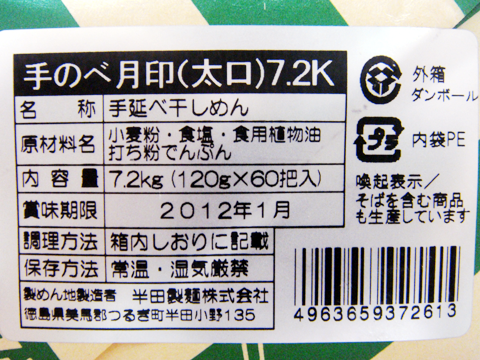 手のべ月印(太口)7.2K
名 称 手延べ干しめん
原材料名 小麦粉・食塩・食用植物油
打ち粉でんぷん
内 容 量 7.2kg(120g×60把入)
賞味期限 2012年1月
調理方法 箱内しおりに記載
保存方法 常温・湿気厳禁
製めん地製造者 半田製麺株式会社
徳島県美馬郡つるぎ町半田小野135
外箱
ダンボール
プラ
内袋PE
喚起表示/
そばを含む商品
も生産しています
4963659372613